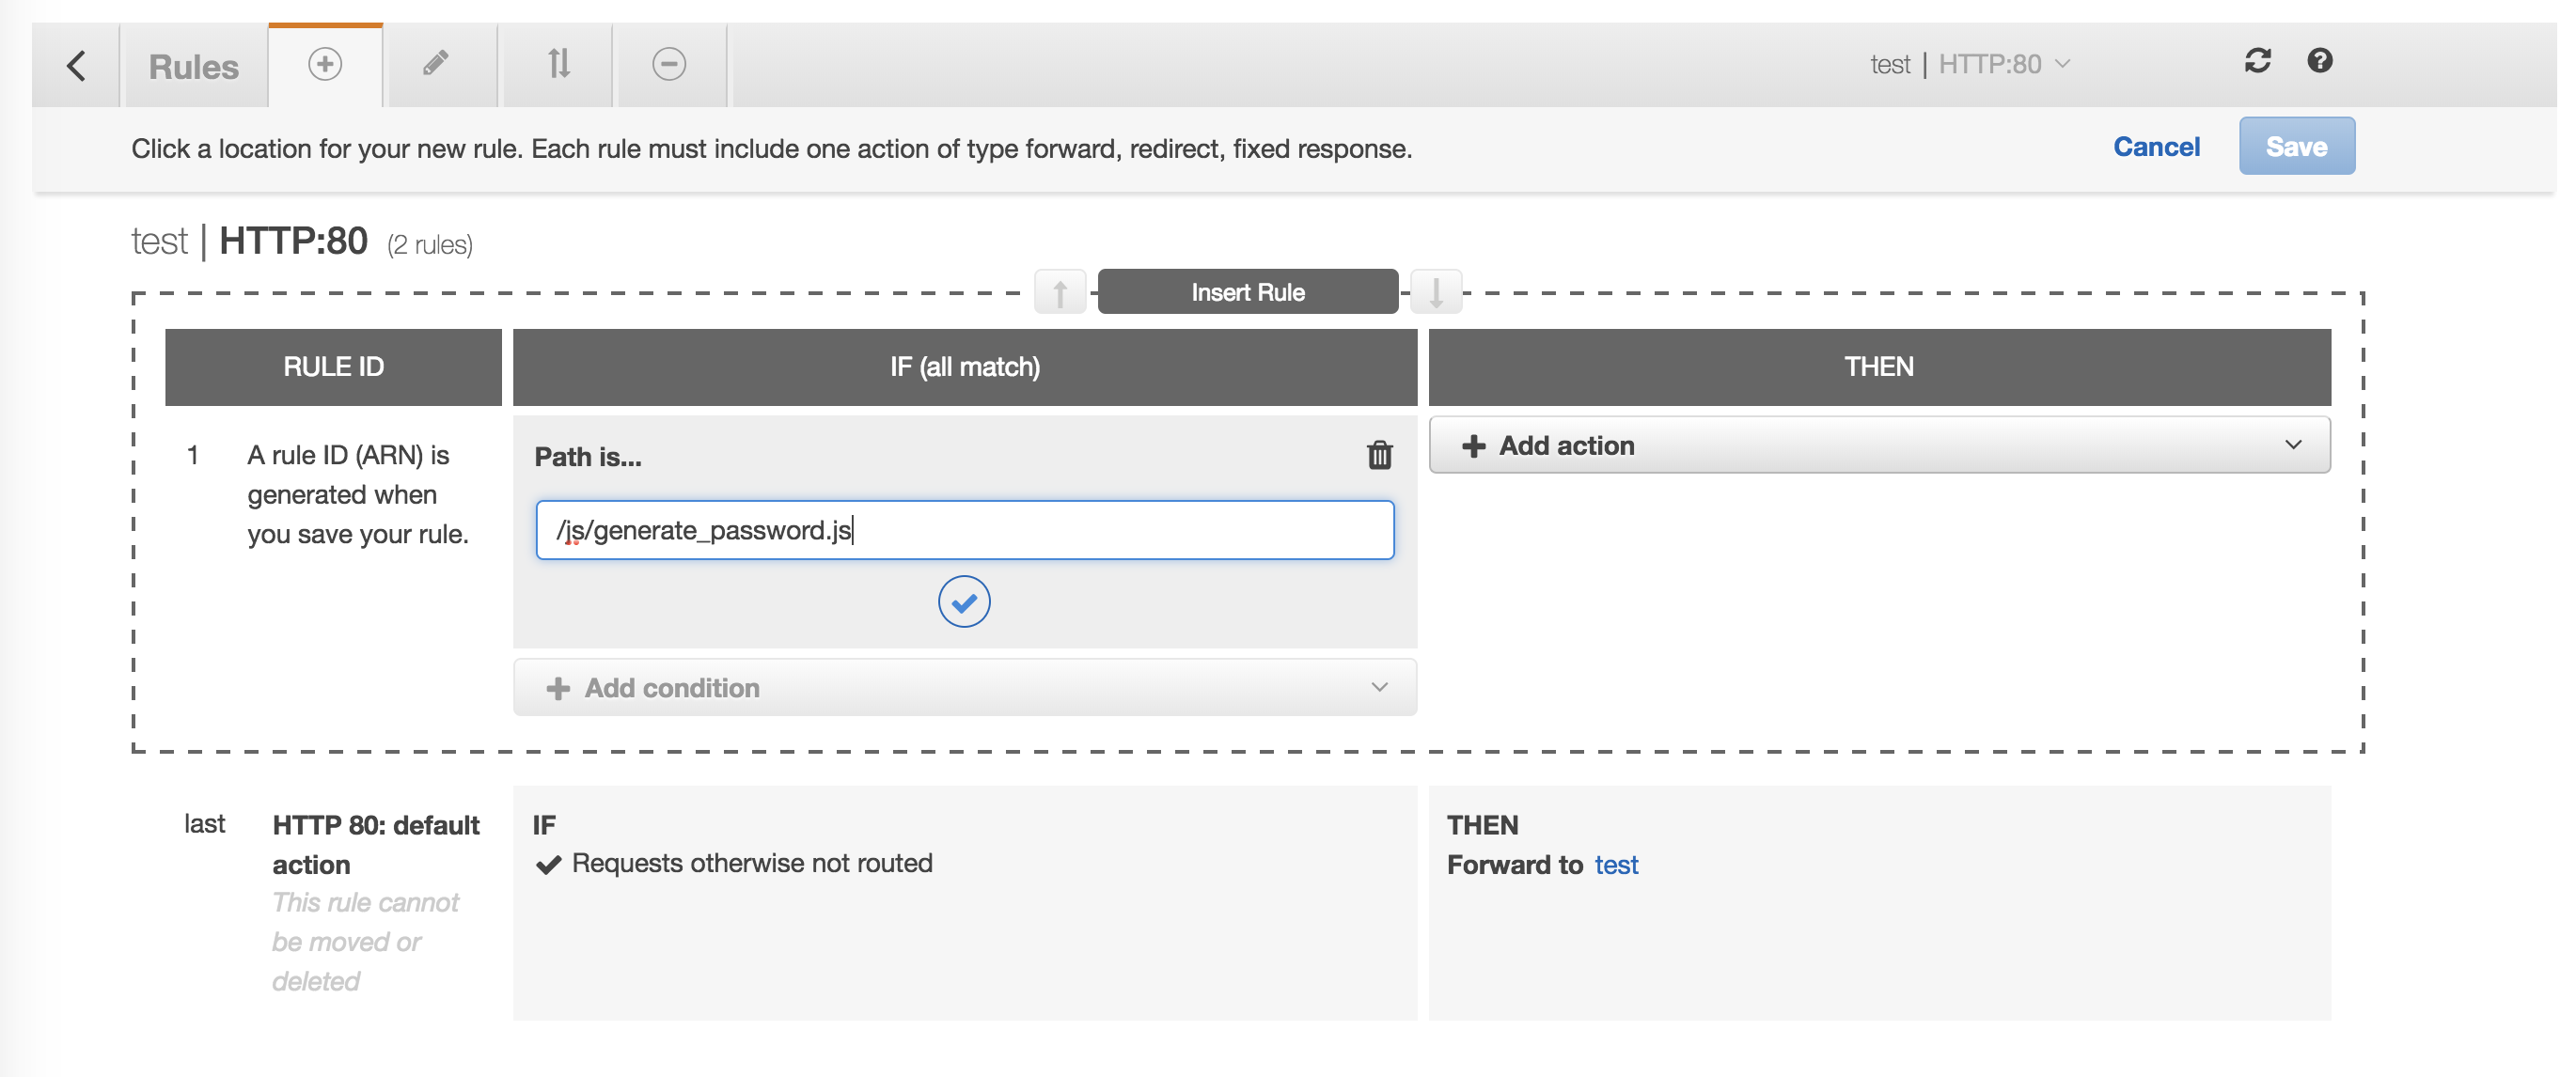 Rules
test | HTTP:80
Click a location for your new rule. Each rule must include one action of type forward, redirect, fixed response.
Cancel
Save
test | HTTP:80 (2 rules)
Insert Rule
RULE ID
IF (all match)
THEN
1
A rule ID (ARN) is
generated when
you save your rule.
Path is...
/js/generate_password.js
Add condition
Add action
last
HTTP 80: default
action
This rule cannot
be moved or
deleted
IF
Requests otherwise not routed
THEN
Forward to test